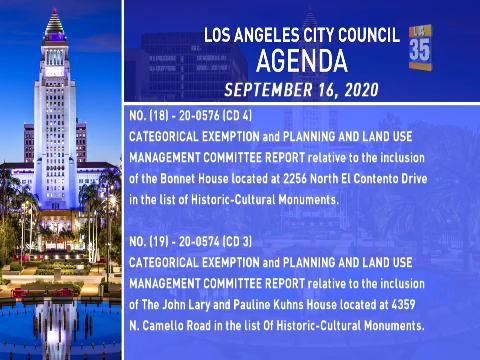 LOS ANGELES CITY COUNCIL
AGENDA
SEPTEMBER 16, 2020
LA
35
NO. (18) - 20-0576 (CD 4)
CATEGORICAL EXEMPTION and PLANNING AND LAND USE
MANAGEMENT COMMITTEE REPORT relative to the inclusion
of the Bonnet House located at 2256 North El Contento Drive
in the list of Historic-Cultural Monuments.
NO. (19) - 20-0574 (CD 3)
CATEGORICAL EXEMPTION and PLANNING AND LAND USE
MANAGEMENT COMMITTEE REPORT relative to the inclusion
of The John Lary and Pauline Kuhns House located at 4359
N. Camello Road in the list Of Historic-Cultural Monuments.